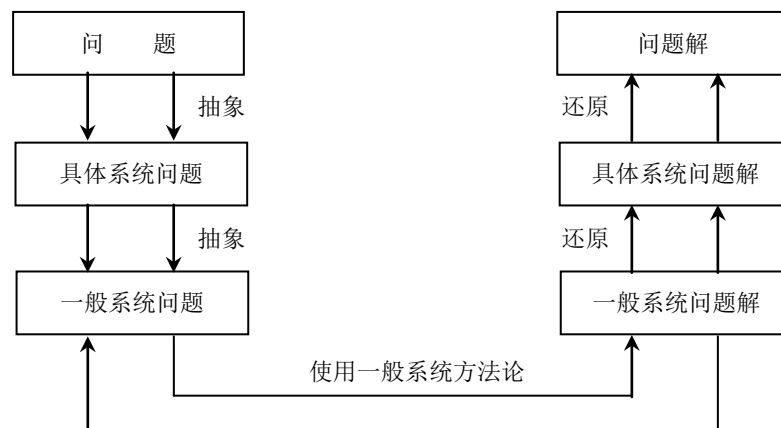 问 题
问题解
抽象
还原
具体系统问题
具体系统问题解
抽象
还原
一般系统问题
一般系统问题解
使用一般系统方法论